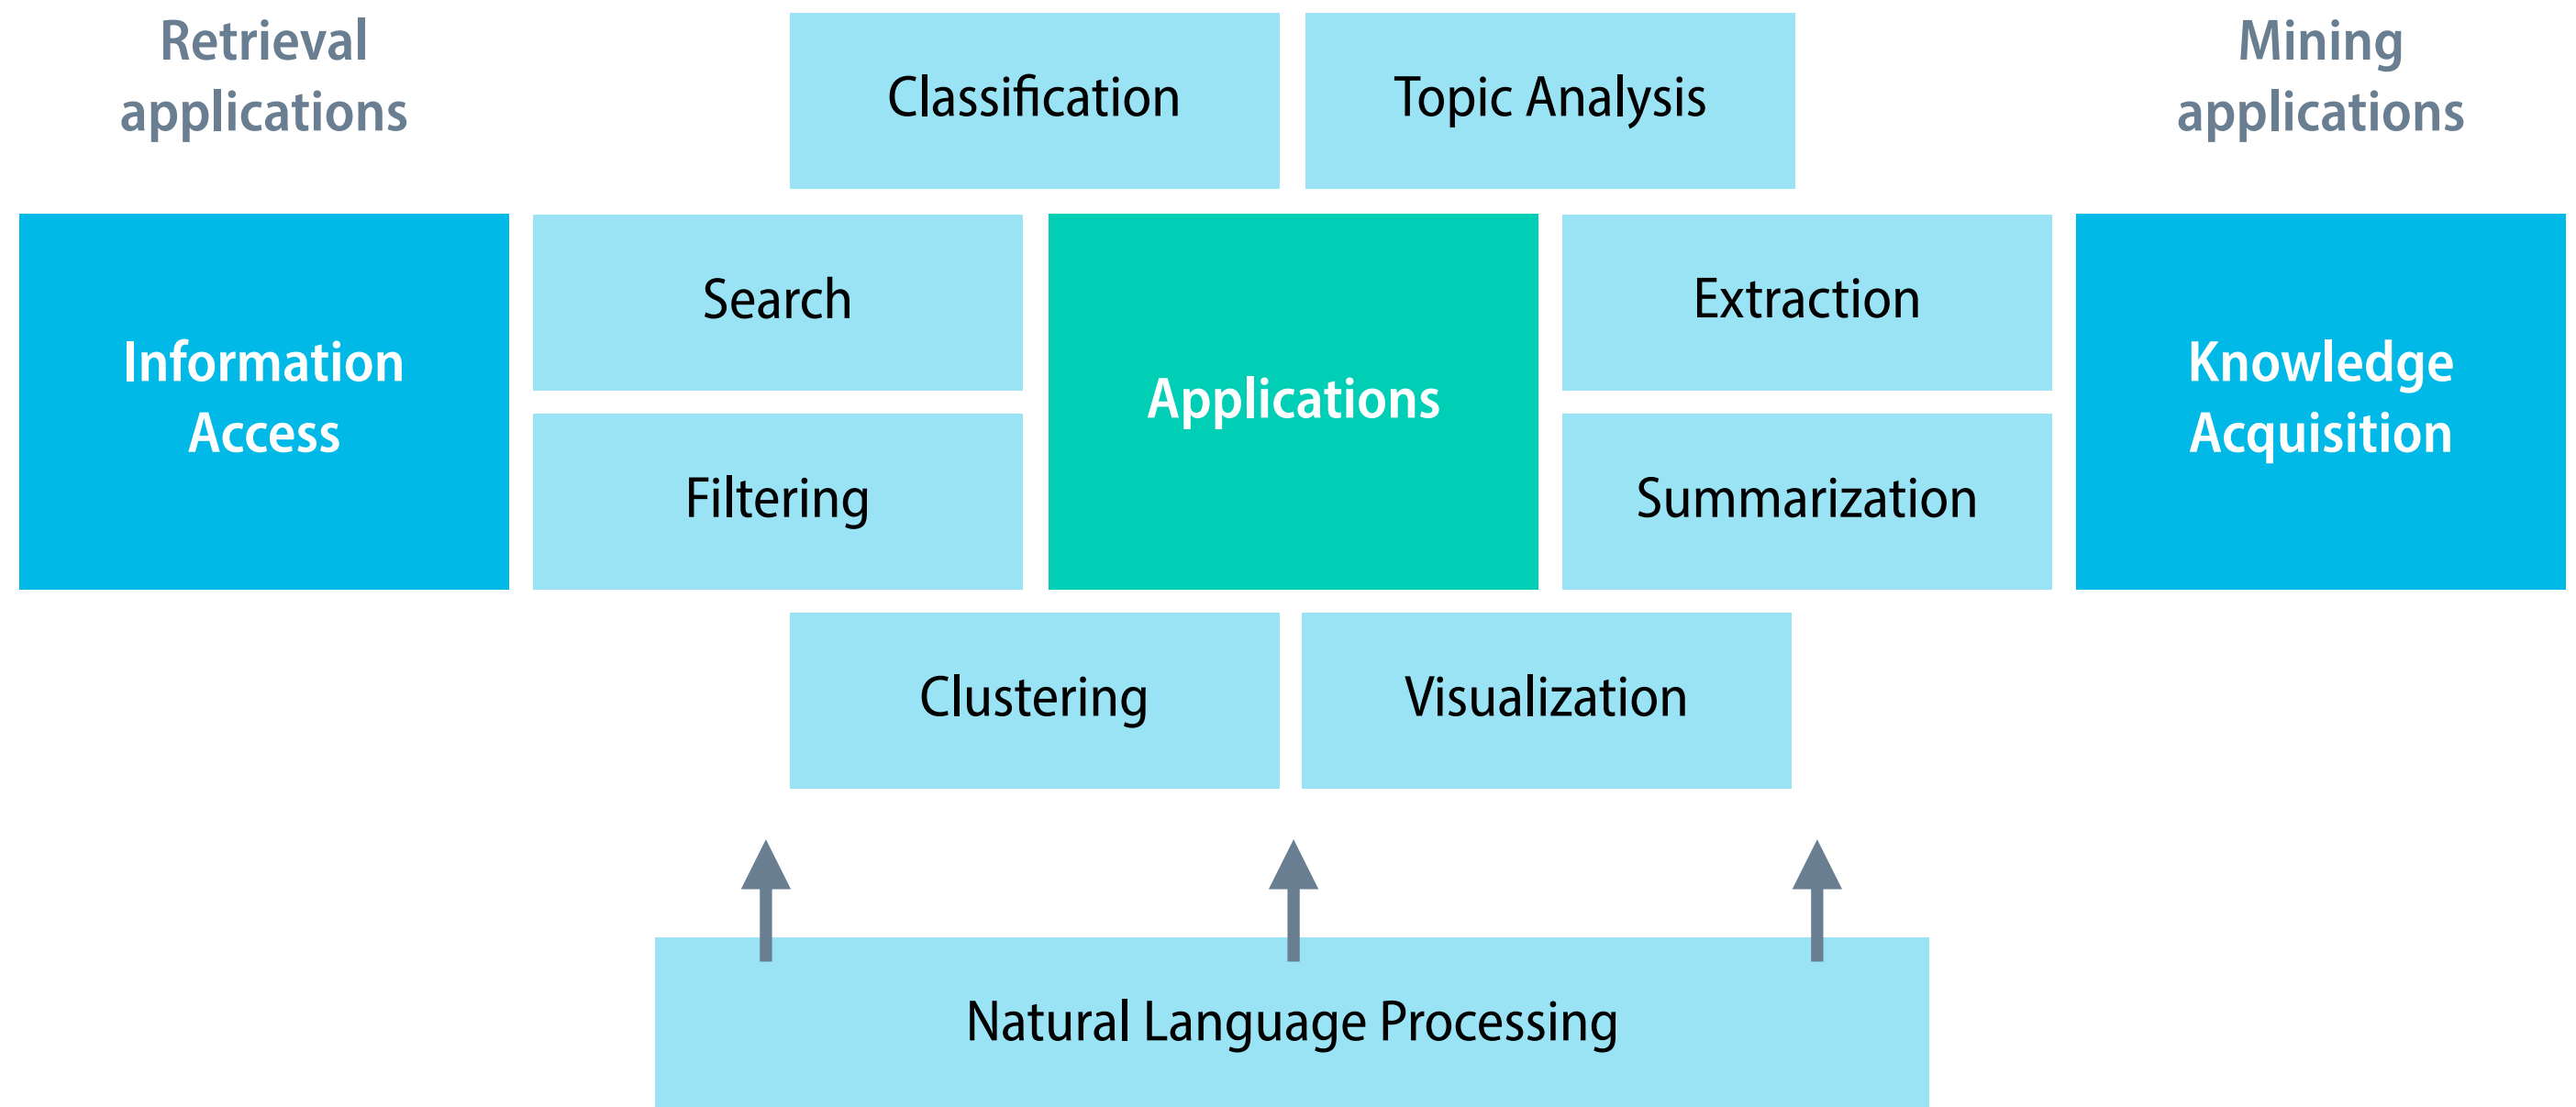 Retrieval
applications
Classification
Topic Analysis
Mining
applications
Information
Access
Search
Filtering
Applications
Extraction
Summarization
Knowledge
Acquisition
Clustering
Visualization
Natural Language Processing